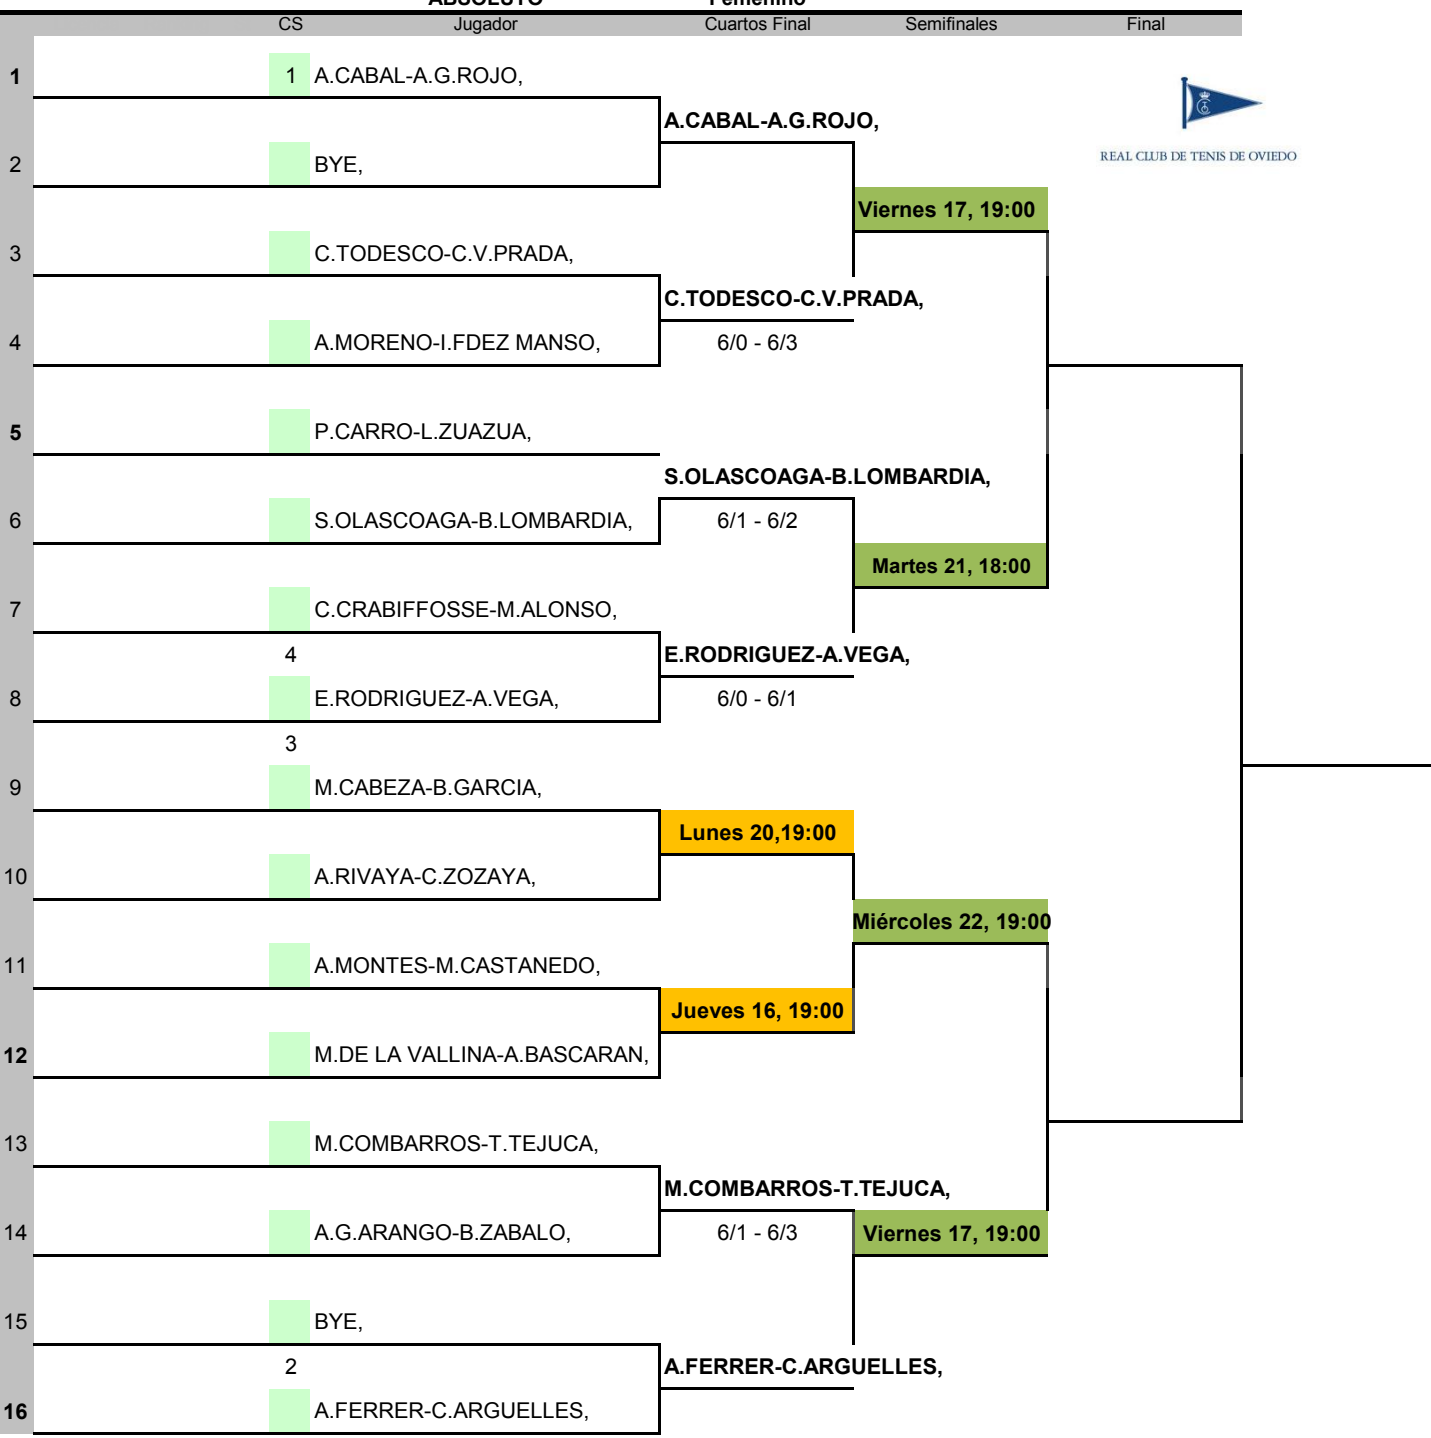 ABSOLUTO Femenino
CS Jugador Cuartos Final Semifinales Final
1 1 A.CABAL-A.G.ROJO,
A.CABAL-A.G.ROJO,
REAL CLUB DE TENIS DE OVIEDO
2 BYE,
Viernes 17, 19:00
3 C.TODESCO-C.V.PRADA,
C.TODESCO-C.V.PRADA,
4 A.MORENO-I.FDEZ MANSO, 6/0 - 6/3
5 P.CARRO-L.ZUAZUA,
S.OLASCOAGA-B.LOMBARDIA,
6 S.OLASCOAGA-B.LOMBARDIA, 6/1 - 6/2
Martes 21, 18:00
7 C.CRABIFFOSSE-M.ALONSO,
4 E.RODRIGUEZ-A.VEGA,
8 E.RODRIGUEZ-A.VEGA, 6/0 - 6/1
3
9 M.CABEZA-B.GARCIA,
Lunes 20,19:00
10 A.RIVAYA-C.ZOZAYA,
Miércoles 22, 19:00
11 A.MONTES-M.CASTANEDO,
Jueves 16, 19:00
12 M.DE LA VALLINA-A.BASCARAN,
13 M.COMBARROS-T.TEJUCA,
M.COMBARROS-T.TEJUCA,
14 A.G.ARANGO-B.ZABALO, 6/1 - 6/3 Viernes 17, 19:00
15 BYE,
2 A.FERRER-C.ARGUELLES,
16 A.FERRER-C.ARGUELLES,